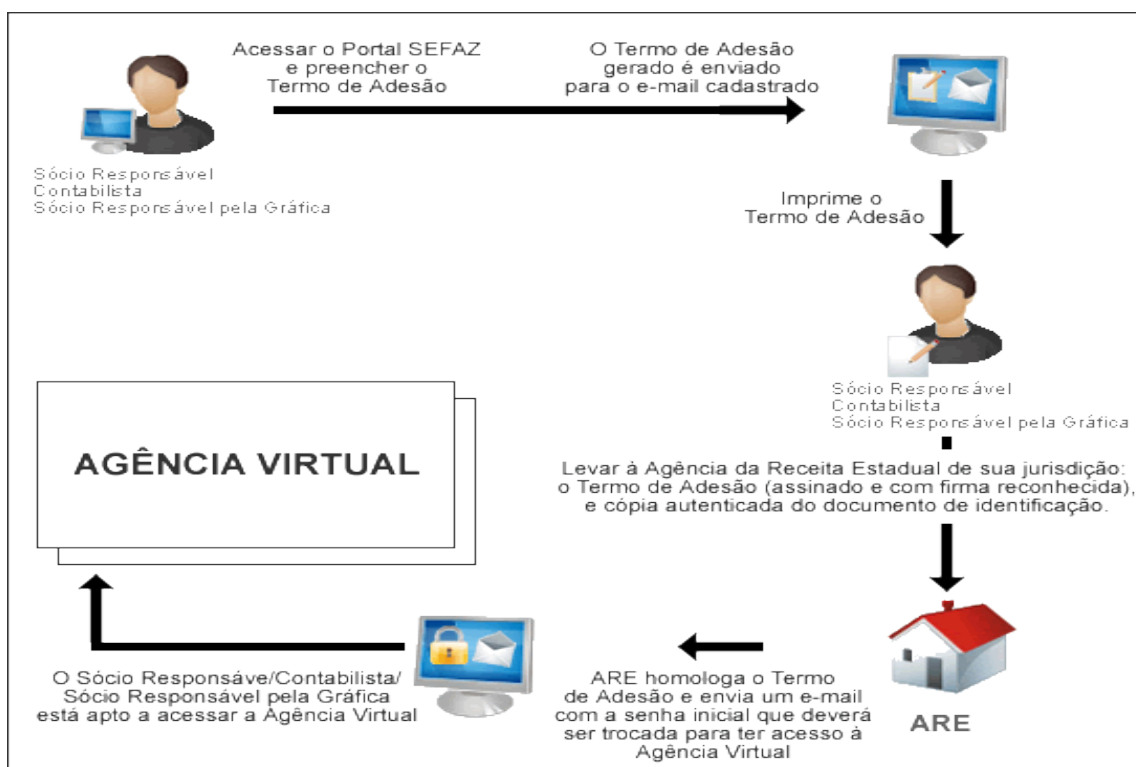 Acessar o Portal SEFAZ
e preencher o
Termo de Adesão
O Termo de Adesão
gerado é enviado
para o e-mail cadastrado
Sócio Responsável
Contabilista
Sócio Responsável pela Gráfica
Imprime o
Termo de Adesão
Sócio Responsável
Contabilista
Sócio Responsável pela Gráfica
Levar à Agência da Receita Estadual de sua jurisdição:
o Termo de Adesão (assinado e com firma reconhecida),
e cópia autenticada do documento de identificação.
ARE
ARE homologa o Termo
de Adesão e envia um e-mail
com a senha inicial que deverá
ser trocada para ter acesso à
Agência Virtual
O Sócio Responsáve/Contabilista/
Sócio Responsável pela Gráfica
está apto a acessar a Agência Virtual
AGÊNCIA VIRTUAL